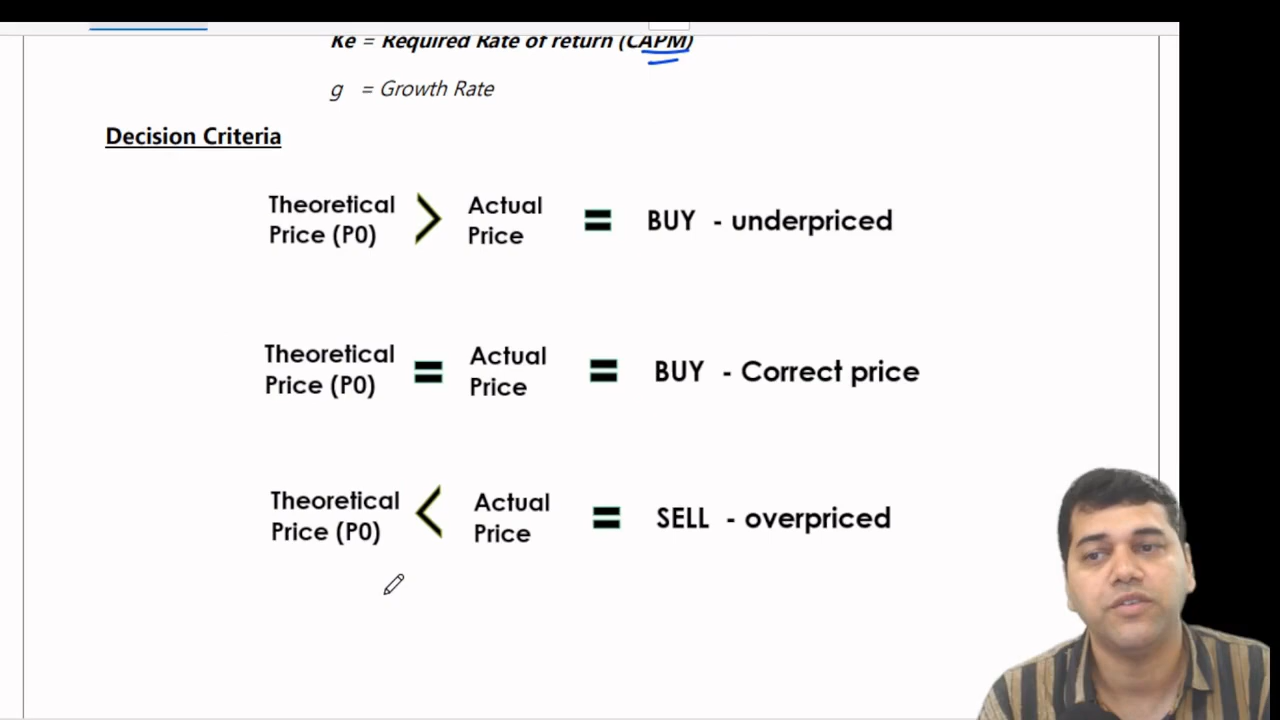 Ke = Required Rate of return (CAPM)
g = Growth Rate
Decision Criteria
Theoretical Price (P0) > Actual Price = BUY - underpriced
Theoretical Price (P0) = Actual Price = BUY - Correct price
Theoretical Price (P0) < Actual Price = SELL - overpriced